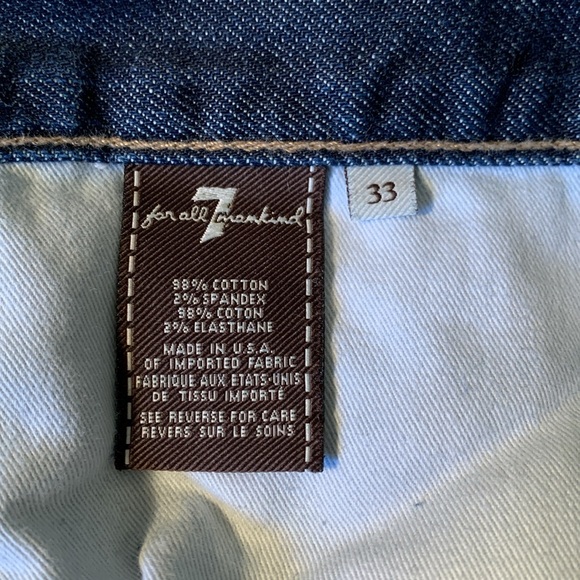 7
for all mankind
33
98% COTTON
2% SPANDEX
98% COTON
2% ELASTHANE
MADE IN U.S.A.
OF IMPORTED FABRIC
FABRIQUE AUX ETATS-UNIS
DE TISSU IMPORTÉ
SEE REVERSE FOR CARE
REVERS SUR LE SOINS